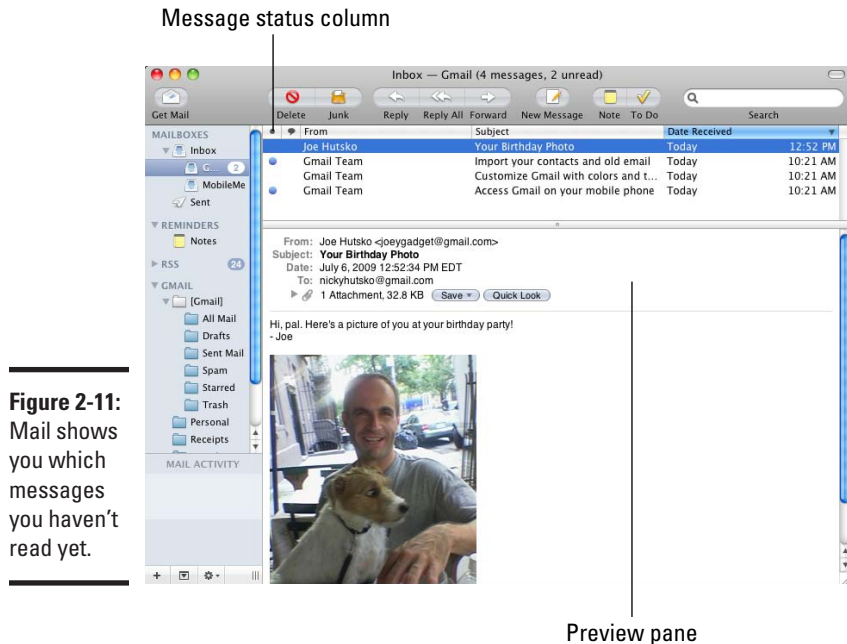 Message status column
Inbox — Gmail (4 messages, 2 unread)
Get Mail
Delete Junk Reply Reply All Forward New Message Note To Do Search
MAILBOXES
Inbox
G... 2
MobileMe
Sent
REMINDERS
Notes
RSS 24
GMAIL
[Gmail]
All Mail
Drafts
Sent Mail
Spam
Starred
Trash
Personal
Receipts
MAIL ACTIVITY
From Subject Date Received
Joe Hutsko Your Birthday Photo Today 12:52 PM
Gmail Team Import your contacts and old email Today 10:21 AM
Gmail Team Customize Gmail with colors and t... Today 10:21 AM
Gmail Team Access Gmail on your mobile phone Today 10:21 AM
From: Joe Hutsko <joeygadget@gmail.com>
Subject: Your Birthday Photo
Date: July 6, 2009 12:52:34 PM EDT
To: nickyhutsko@gmail.com
1 Attachment, 32.8 KB Save Quick Look
Hi, pal. Here's a picture of you at your birthday party!
- Joe
Figure 2-11:
Mail shows
you which
messages
you haven't
read yet.
Preview pane